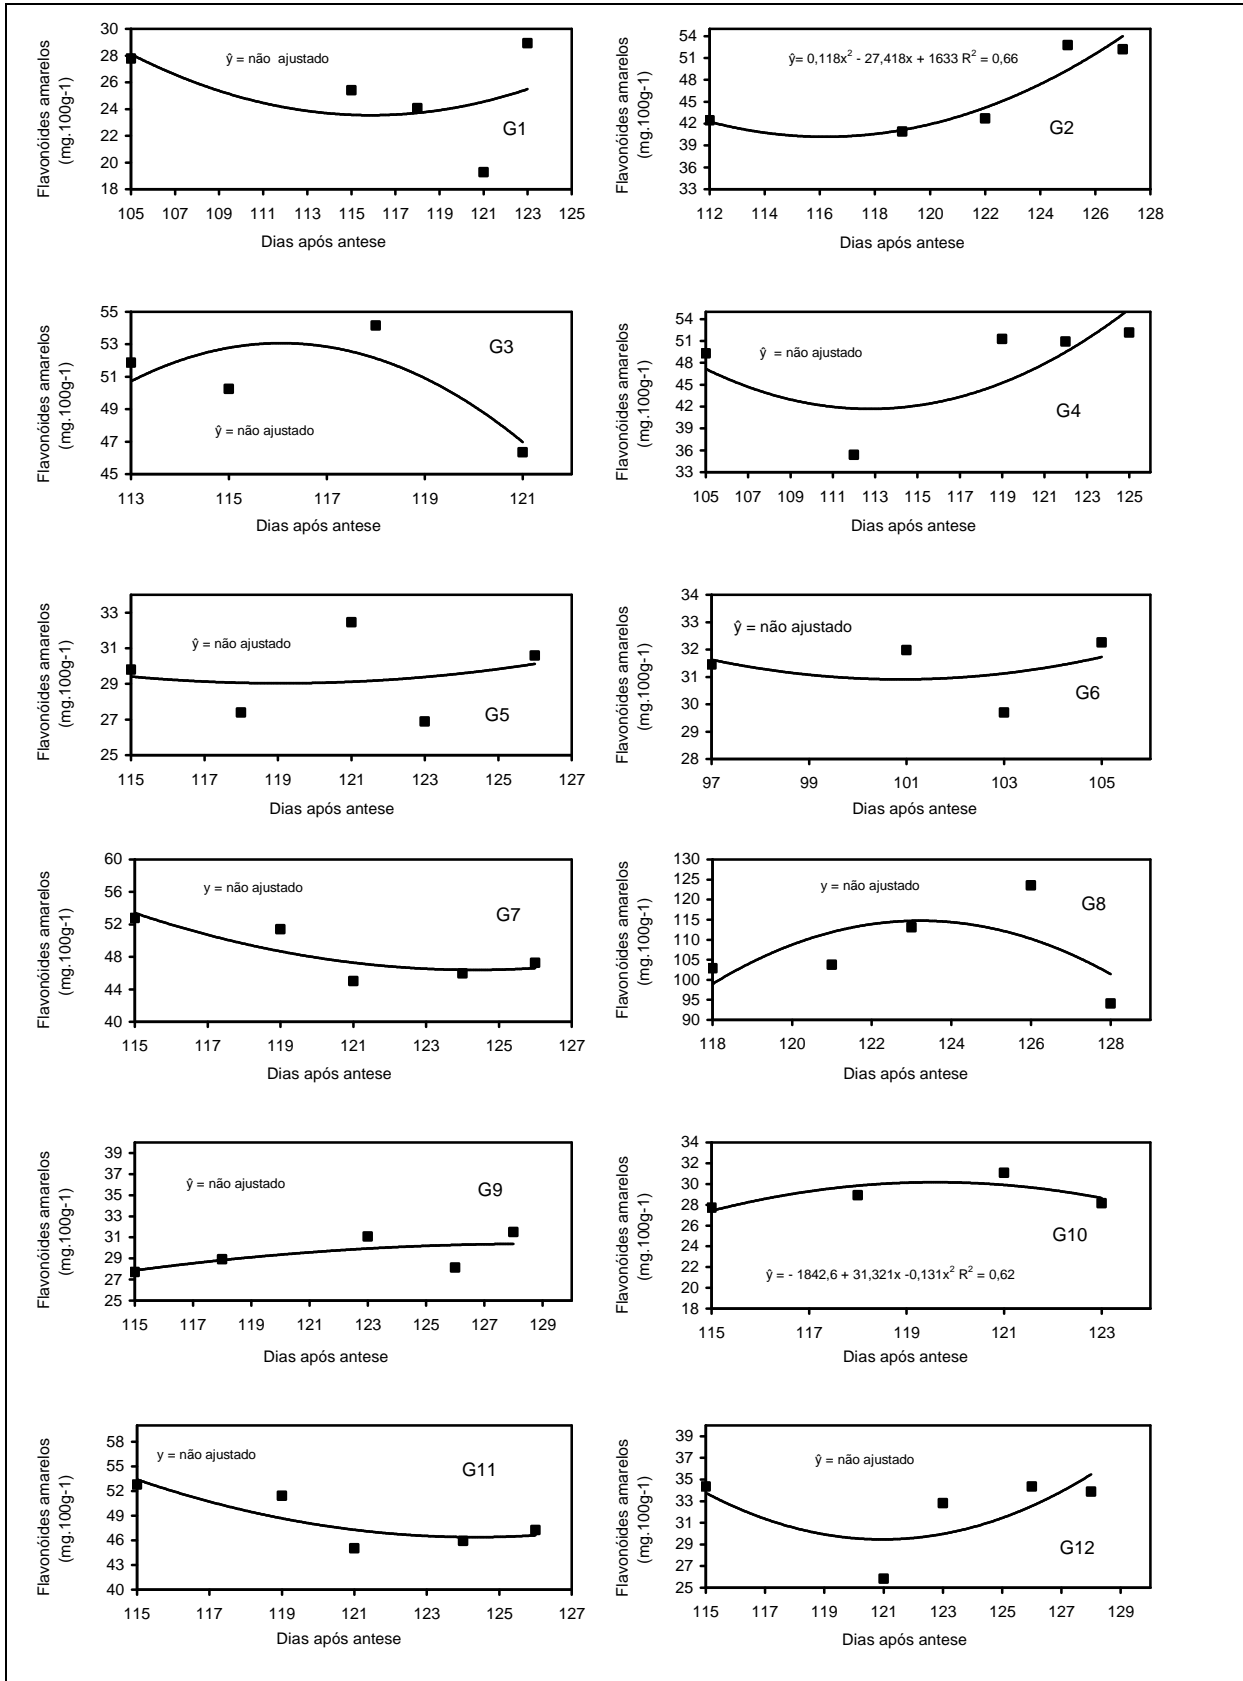 Flavonóides amarelos
(mg.100g-1)
30
28
26
24
22
20
18
ŷ = não ajustado
G1
105 107 109 111 113 115 117 119 121 123 125
Dias após antese
Flavonóides amarelos
(mg.100g-1)
54
51
48
45
42
39
36
33
ŷ= 0,118x² - 27,418x + 1633 R² = 0,66
G2
112 114 116 118 120 122 124 126 128
Dias após antese
Flavonóides amarelos
(mg.100g-1)
55
53
51
49
47
45
G3
ŷ = não ajustado
113 115 117 119 121
Dias após antese
Flavonóides amarelos
(mg.100g-1)
54
51
48
45
42
39
36
33
ŷ = não ajustado
G4
105 107 109 111 113 115 117 119 121 123 125
Dias após antese
Flavonóides amarelos
(mg.100g-1)
33
31
29
27
25
ŷ = não ajustado
G5
115 117 119 121 123 125 127
Dias após antese
Flavonóides amarelos
(mg.100g-1)
34
33
32
31
30
29
28
ŷ = não ajustado
G6
97 99 101 103 105
Dias após antese
Flavonóides amarelos
(mg.100g-1)
60
56
52
48
44
40
y = não ajustado
G7
115 117 119 121 123 125 127
Dias após antese
Flavonóides amarelos
(mg.100g-1)
130
125
120
115
110
105
100
95
90
y = não ajustado
G8
118 120 122 124 126 128
Dias após antese
Flavonóides amarelos
(mg.100g-1)
39
37
35
33
31
29
27
25
ŷ = não ajustado
G9
115 117 119 121 123 125 127 129
Dias após antese
Flavonóides amarelos
(mg.100g-1)
34
32
30
28
26
24
22
20
18
G10
ŷ = - 1842,6 + 31,321x -0,131x² R² = 0,62
115 117 119 121 123
Dias após antese
Flavonóides amarelos
(mg.100g-1)
58
55
52
49
46
43
40
y = não ajustado
G11
115 117 119 121 123 125 127
Dias após antese
Flavonóides amarelos
(mg.100g-1)
39
37
35
33
31
29
27
25
ŷ = não ajustado
G12
115 117 119 121 123 125 127 129
Dias após antese